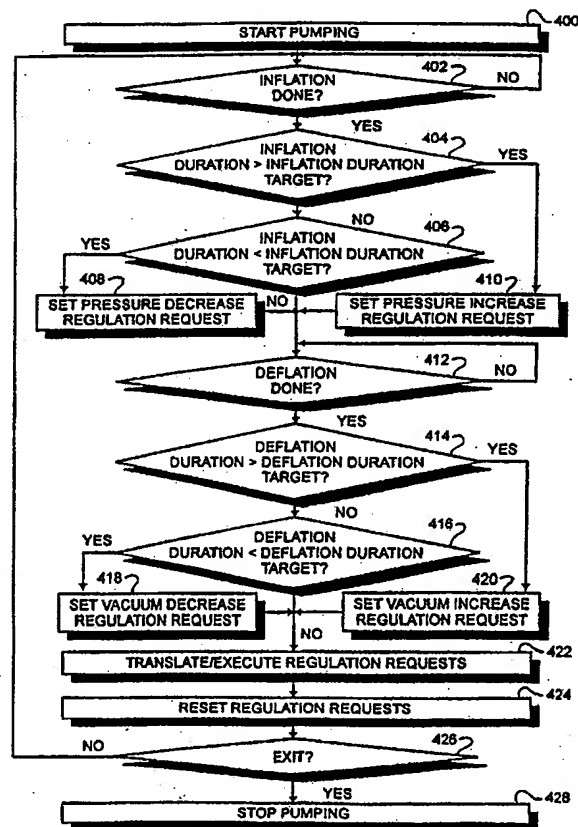 400
START PUMPING
402
NO
INFLATION
DONE?
YES
404
INFLATION
DURATION > INFLATION DURATION
TARGET?
YES
NO
406
INFLATION
DURATION < INFLATION DURATION
TARGET?
YES
408
SET PRESSURE DECREASE
REGULATION REQUEST
NO
410
SET PRESSURE INCREASE
REGULATION REQUEST
412
DEFLATION
DONE?
NO
YES
414
DEFLATION
DURATION > DEFLATION DURATION
TARGET?
YES
NO
416
DEFLATION
DURATION < DEFLATION DURATION
TARGET?
YES
418
SET VACUUM DECREASE
REGULATION REQUEST
420
SET VACUUM INCREASE
REGULATION REQUEST
NO
422
TRANSLATE/EXECUTE REGULATION REQUESTS
424
RESET REGULATION REQUESTS
NO
426
EXIT?
YES
428
STOP PUMPING